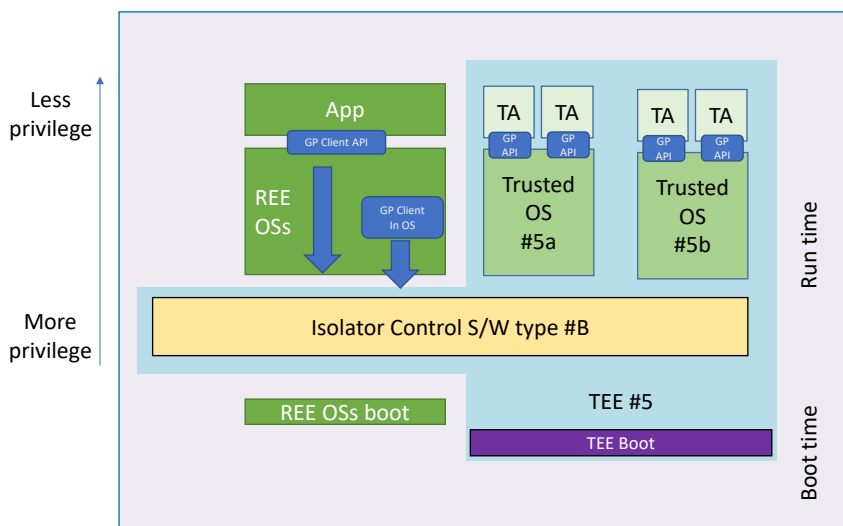 Less
privilege
App
GP Client API
REE
OSs
GP Client
In OS
TA
TA
GP
API
GP
API
Trusted
OS
#5a
TA
TA
GP
API
GP
API
Trusted
OS
#5b
Run time
More
privilege
Isolator Control S/W type #B
REE OSs boot
TEE #5
TEE Boot
Boot time